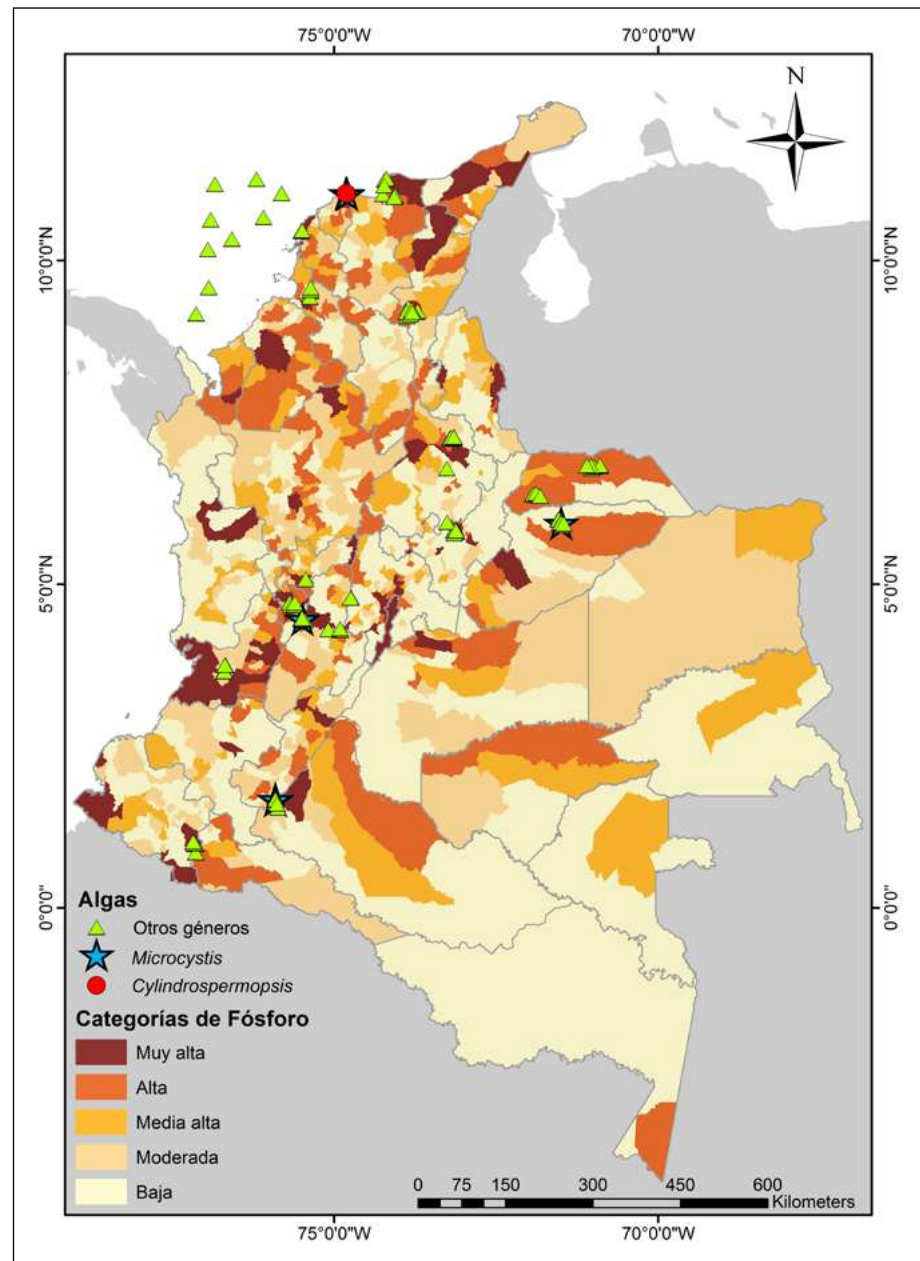 75°0'0"W 70°0'0"W
N
10°0'0"N 10°0'0"N
5°0'0"N 5°0'0"N
0°0'0" 0°0'0"
Algas
Otros géneros
Microcystis
Cylindrospermopsis
Categorías de Fósforo
Muy alta
Alta
Media alta
Moderada
Baja
0 75 150 300 450 600
Kilometers
75°0'0"W 70°0'0"W